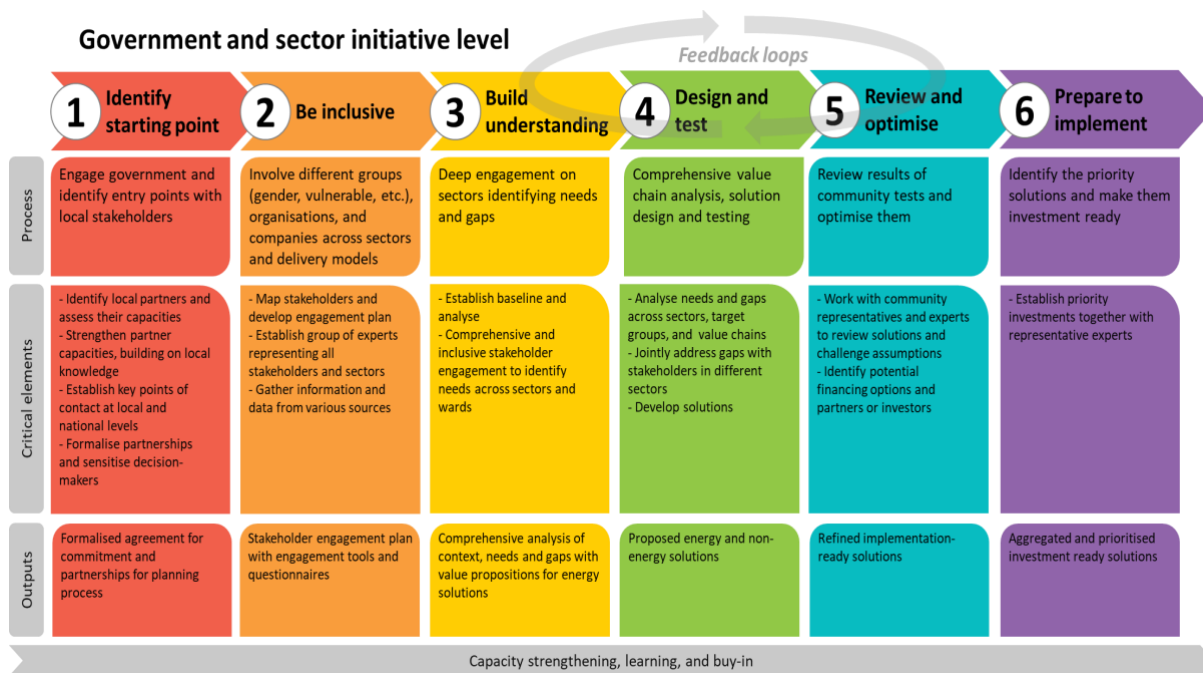 Government and sector initiative level
Feedback loops
1
Identify
starting point
2
Be inclusive
3
Build
understanding
4
Design and
test
5
Review and
optimise
6
Prepare to
implement
Process
Engage government and
identify entry points with
local stakeholders
Involve different groups
(gender, vulnerable, etc.),
organisations, and
companies across sectors
and delivery models
Deep engagement on
sectors identifying needs
and gaps
Comprehensive value
chain analysis, solution
design and testing
Review results of
community tests and
optimise them
Identify the priority
solutions and make them
investment ready
Critical elements
- Identify local partners and
assess their capacities
- Strengthen partner
capacities, building on local
knowledge
- Establish key points of
contact at local and
national levels
- Formalise partnerships
and sensitise decision-
makers
- Map stakeholders and
develop engagement plan
- Establish group of experts
representing all
stakeholders and sectors
- Gather information and
data from various sources
- Establish baseline and
analyse
- Comprehensive and
inclusive stakeholder
engagement to identify
needs across sectors and
wards
- Analyse needs and gaps
across sectors, target
groups, and value chains
- Jointly address gaps with
stakeholders in different
sectors
- Develop solutions
- Work with community
representatives and experts
to review solutions and
challenge assumptions
- Identify potential
financing options and
partners or investors
- Establish priority
investments together with
representative experts
Outputs
Formalised agreement for
commitment and
partnerships for planning
process
Stakeholder engagement plan
with engagement tools and
questionnaires
Comprehensive analysis of
context, needs and gaps with
value propositions for energy
solutions
Proposed energy and non-
energy solutions
Refined implementation-
ready solutions
Aggregated and prioritised
investment ready solutions
Capacity strengthening, learning, and buy-in